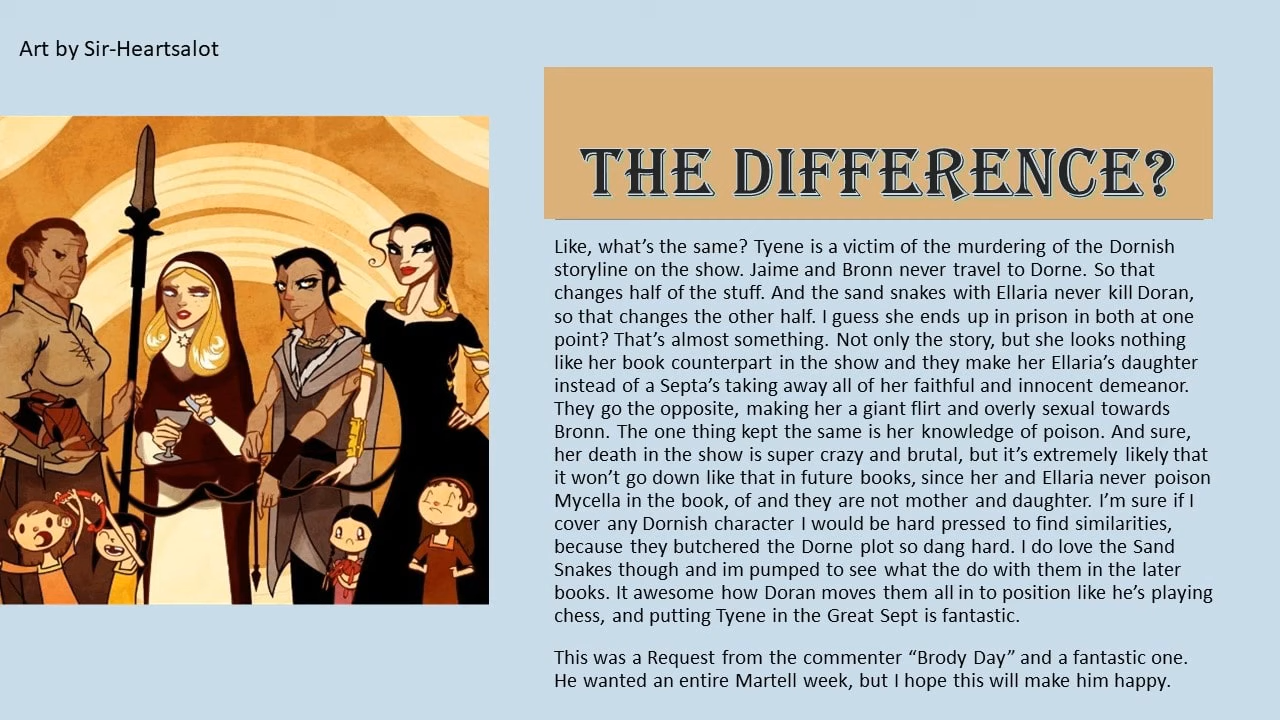 Art by Sir-Heartsalot
THE DIFFERENCE?
Like, what’s the same? Tyene is a victim of the murdering of the Dornish
storyline on the show. Jaime and Bronn never travel to Dorne. So that
changes half of the stuff. And the sand snakes with Ellaria never kill Doran,
so that changes the other half. I guess she ends up in prison in both at one
point? That’s almost something. Not only the story, but she looks nothing
like her book counterpart in the show and they make her Ellaria’s daughter
instead of a Septa’s taking away all of her faithful and innocent demeanor.
They go the opposite, making her a giant flirt and overly sexual towards
Bronn. The one thing kept the same is her knowledge of poison. And sure,
her death in the show is super crazy and brutal, but it’s extremely likely that
it won’t go down like that in future books, since her and Ellaria never poison
Mycella in the book, of and they are not mother and daughter. I’m sure if I
cover any Dornish character I would be hard pressed to find similarities,
because they butchered the Dorne plot so dang hard. I do love the Sand
Snakes though and im pumped to see what the do with them in the later
books. It awesome how Doran moves them all in to position like he’s playing
chess, and putting Tyene in the Great Sept is fantastic.
This was a Request from the commenter “Brody Day” and a fantastic one.
He wanted an entire Martell week, but I hope this will make him happy.